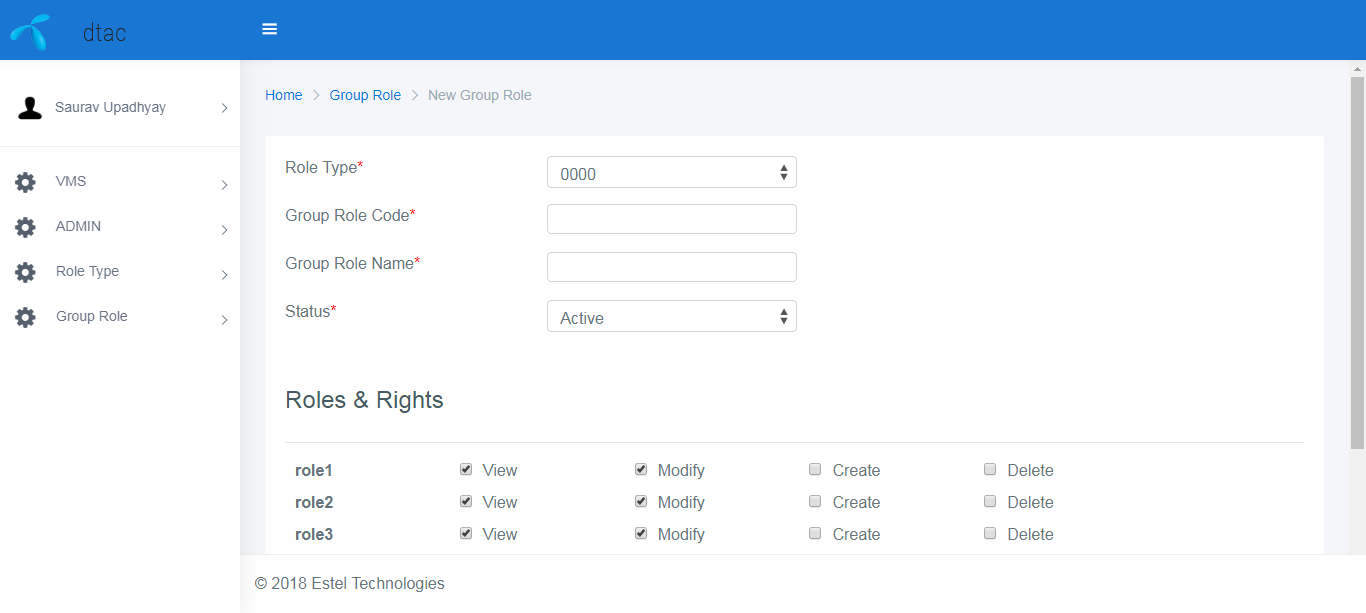 dtac
Saurav Upadhyay
VMS
ADMIN
Role Type
Group Role
Home > Group Role > New Group Role
Role Type* 0000
Group Role Code*
Group Role Name*
Status* Active
Roles & Rights
role1 View Modify Create Delete
role2 View Modify Create Delete
role3 View Modify Create Delete
© 2018 Estel Technologies